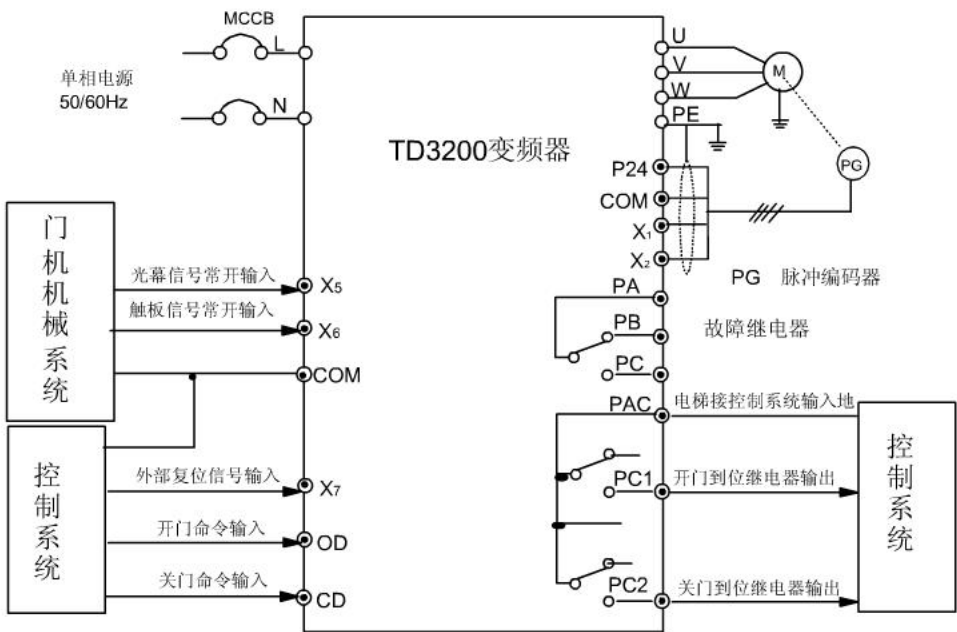 MCCB
L
单相电源
50/60Hz
N
TD3200变频器
U
V
W
PE
M
PG
P24
COM
X₁
X₂
PG 脉冲编码器
门机机械系统
光幕信号常开输入
X₅
触板信号常开输入
X₆
COM
PA
PB
故障继电器
PC
PAC
电梯接控制系统输入地
控制系统
外部复位信号输入
X₇
开门命令输入
OD
关门命令输入
CD
PC1
开门到位继电器输出
PC2
关门到位继电器输出
控制系统